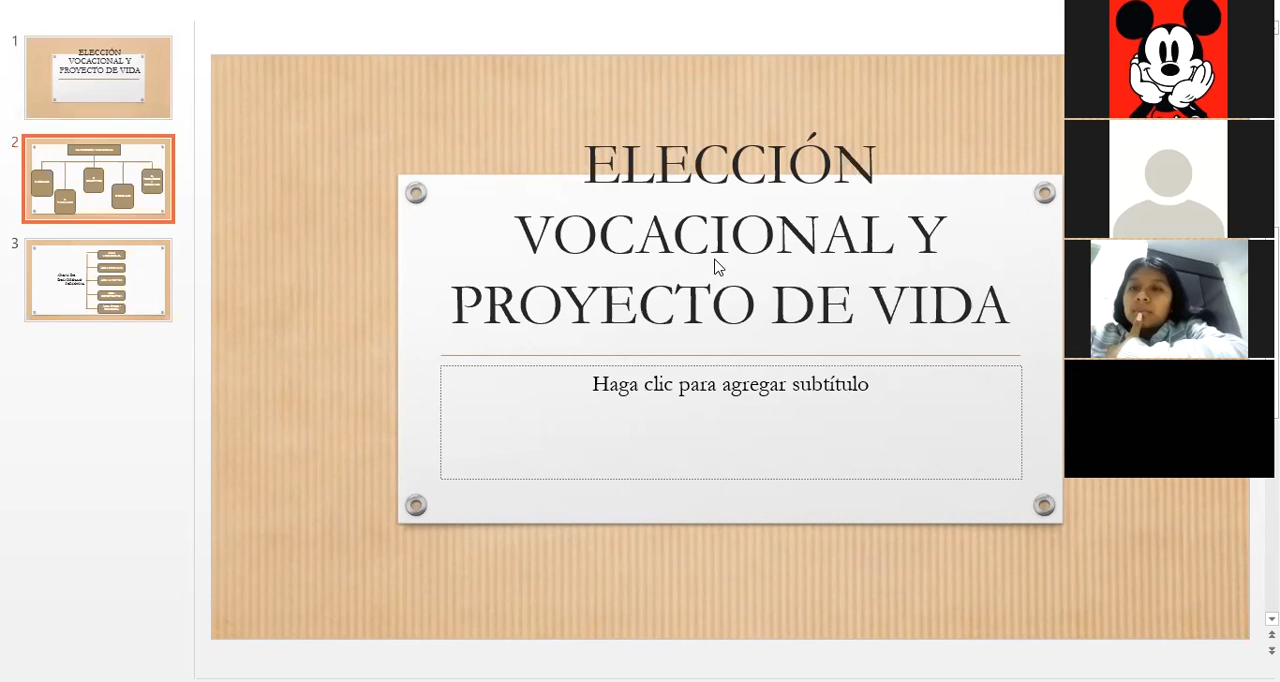 1
ELECCIÓN
VOCACIONAL Y
PROYECTO DE VIDA
2
3
ELECCIÓN
VOCACIONAL Y
PROYECTO DE VIDA
Haga clic para agregar subtítulo